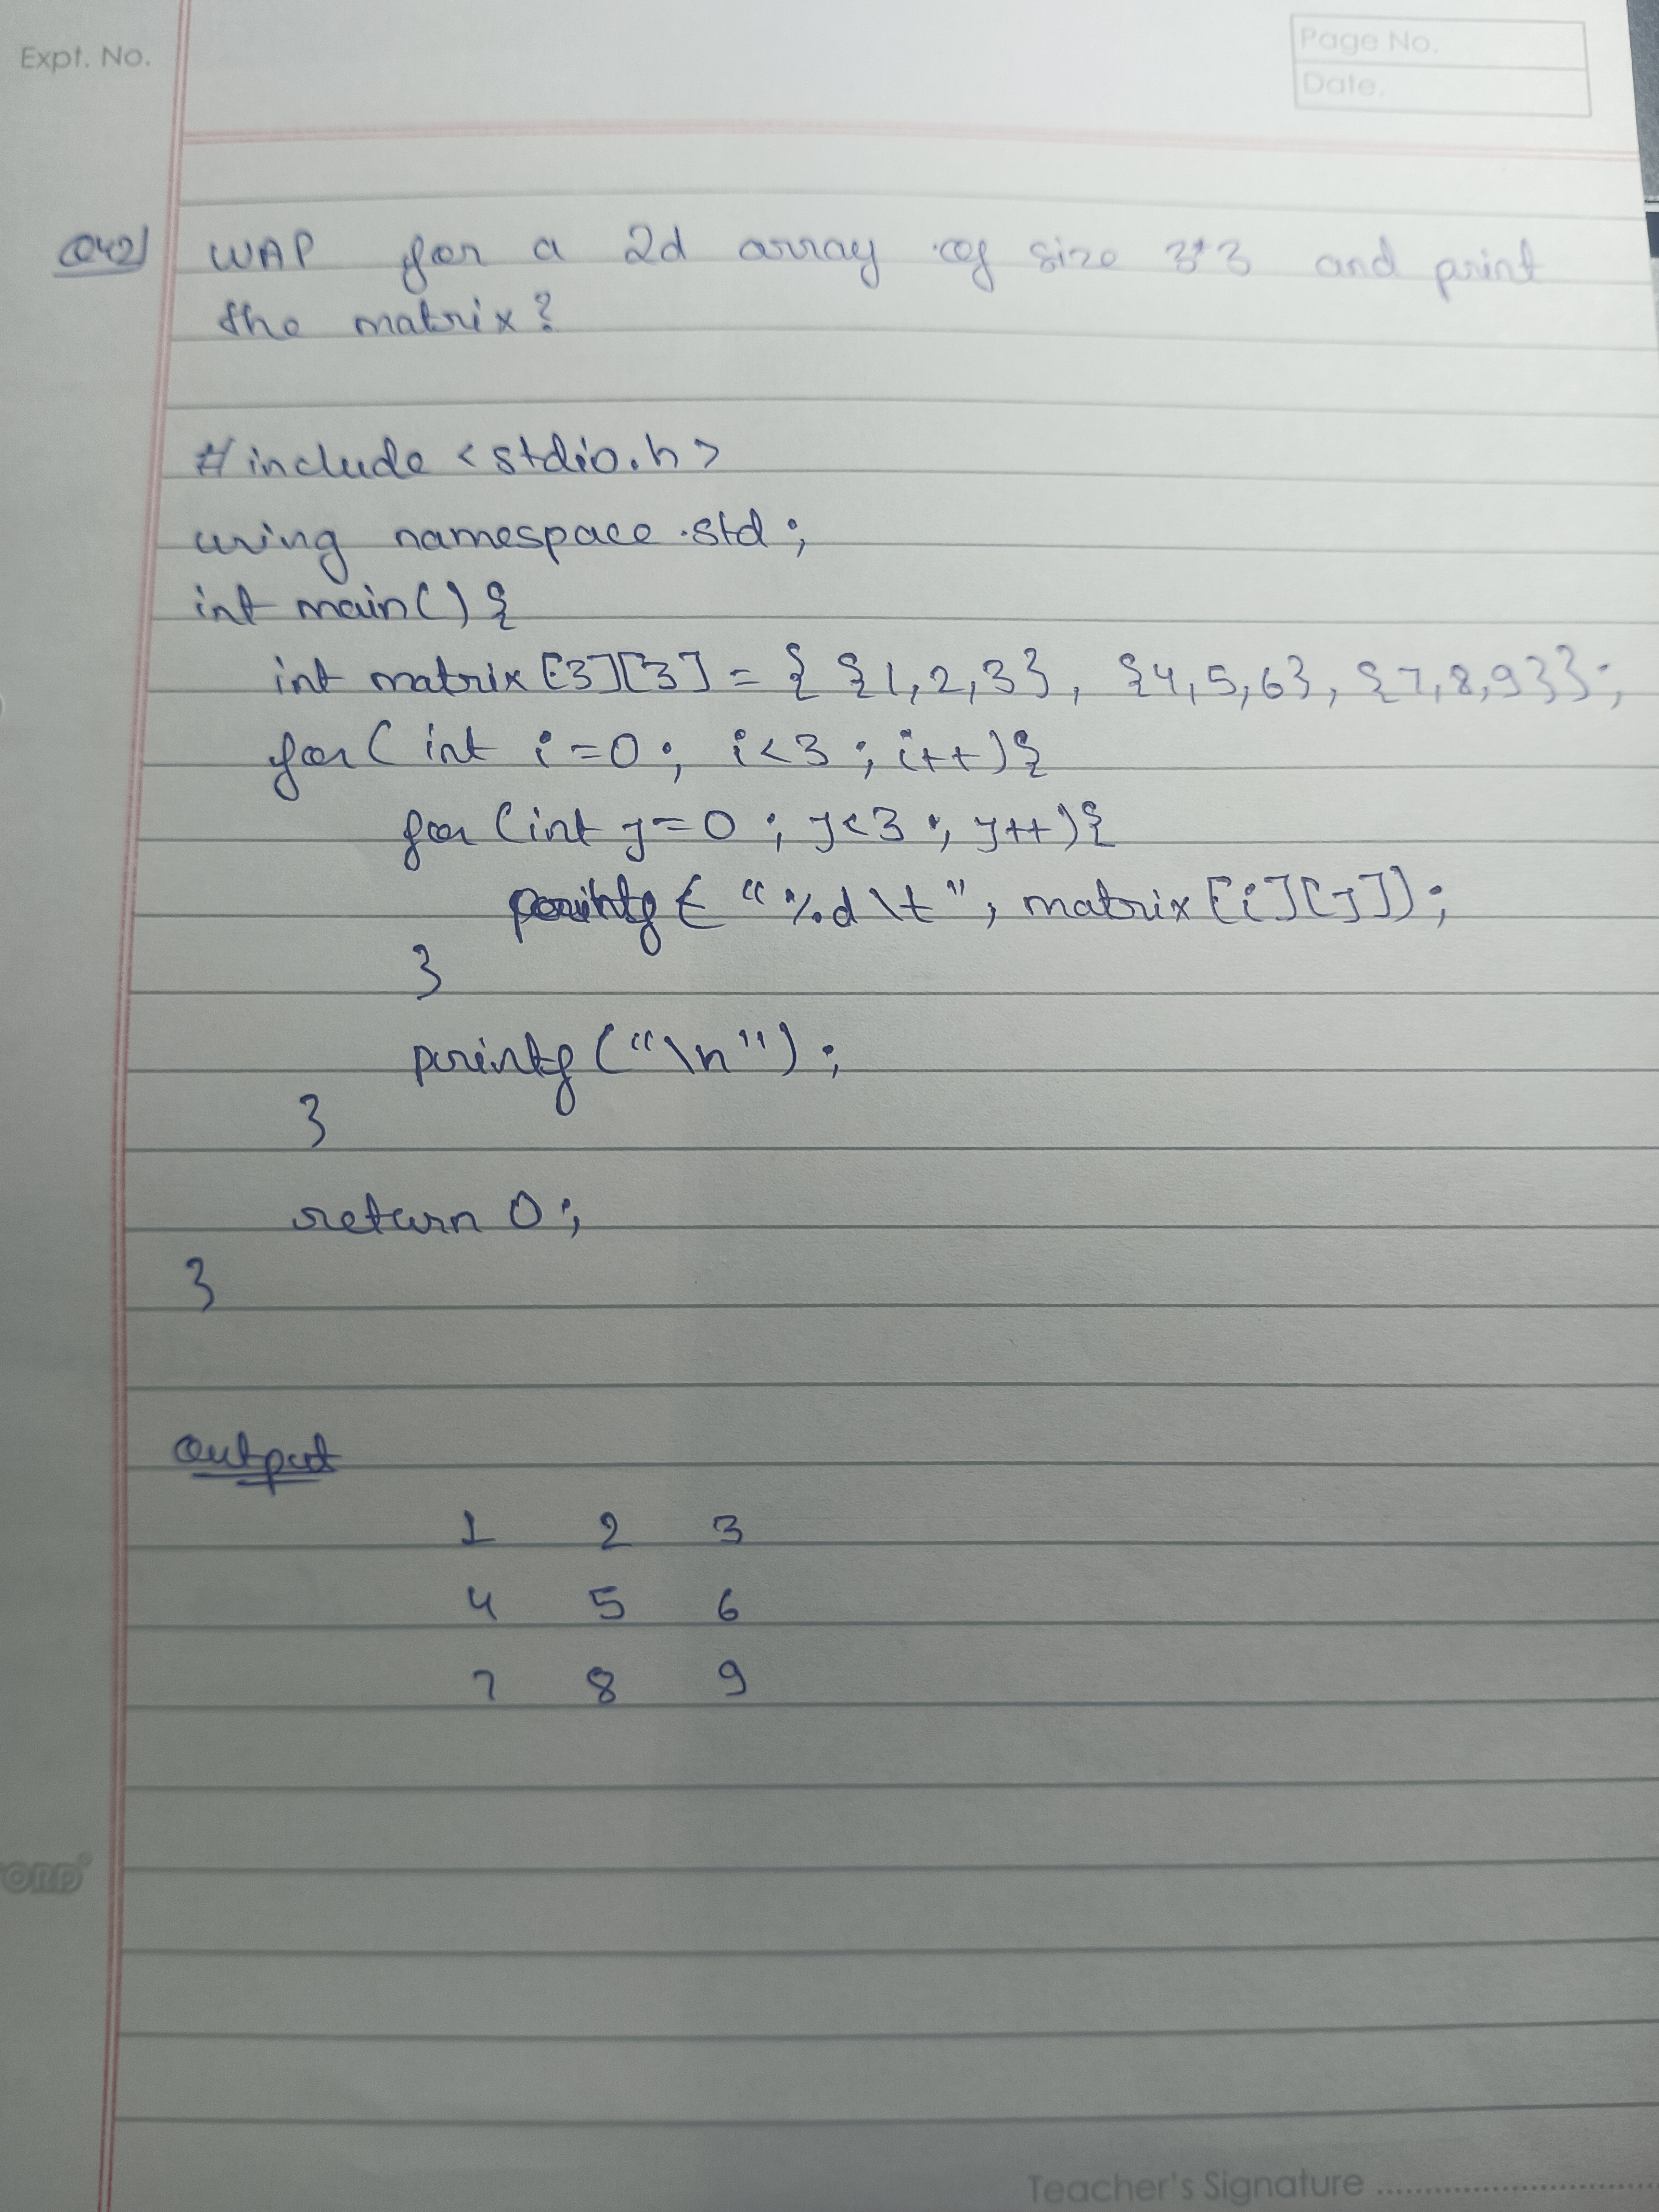 Expt. No.
Page No.
Date.
Q42) WAP for a 2d array of size 3*3 and print
the matrix?
#include <stdio.h>
using namespace std;
int main() {
int matrix [3][3] = { {1,2,3}, {4,5,6}, {7,8,9}};
for ( int i=0; i<3; i++){
for (int j=0; j<3; j++){
printf ( "%d\t", matrix [i][j]);
}
printf ("\n");
}
return 0;
}
Output
1 2 3
4 5 6
7 8 9
Teacher's Signature